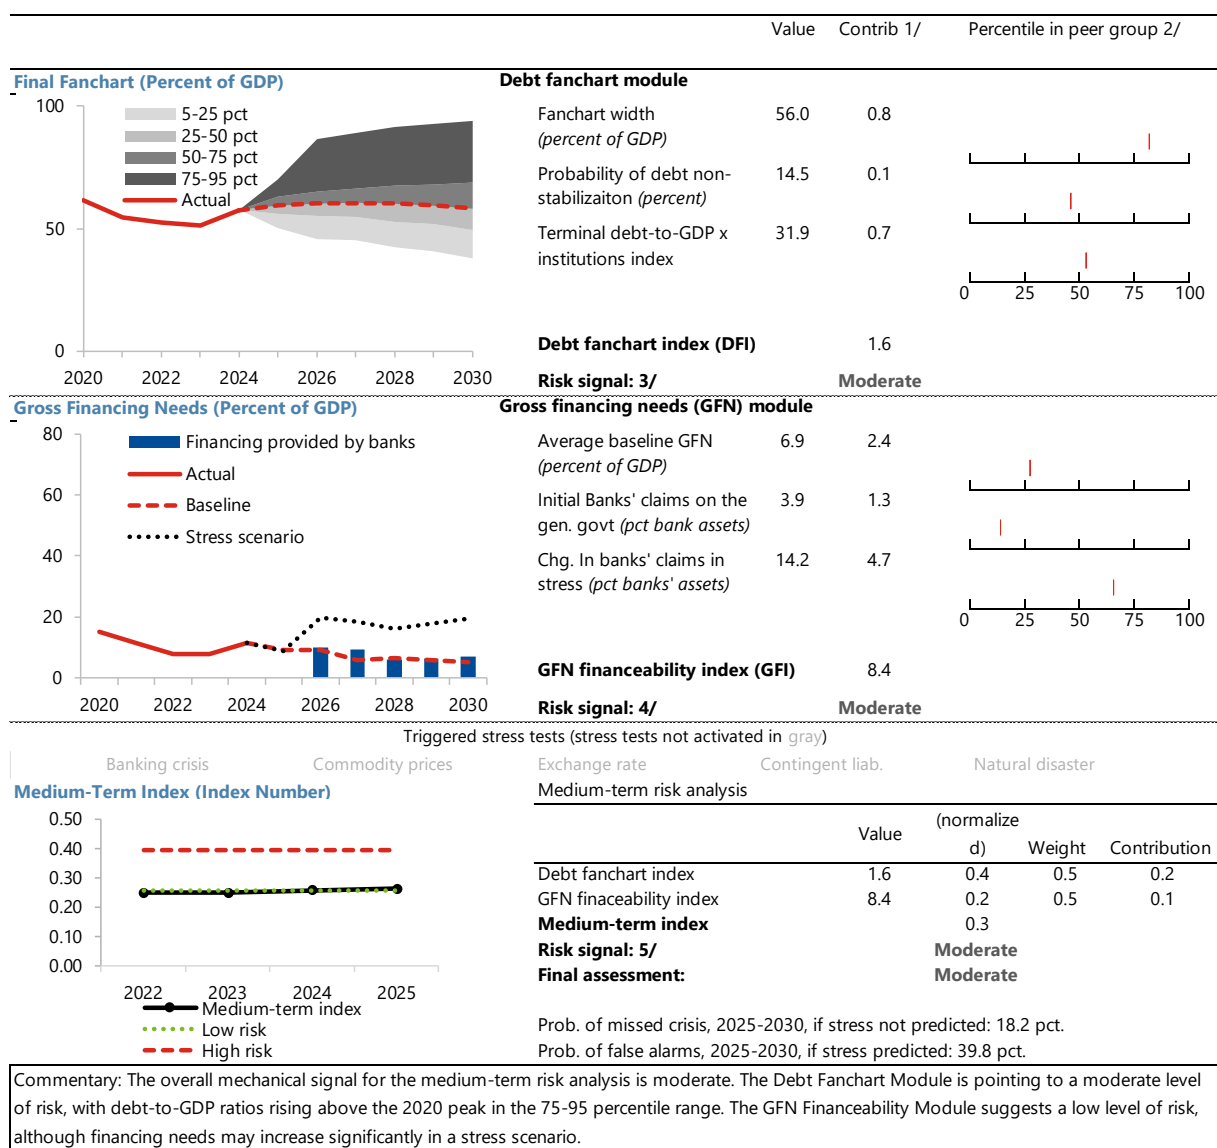 Value Contrib 1/ Percentile in peer group 2/
Final Fanchart (Percent of GDP)
100
50
0
5-25 pct
25-50 pct
50-75 pct
75-95 pct
Actual
2020 2022 2024 2026 2028 2030
Debt fanchart module
Fanchart width 56.0 0.8
(percent of GDP)
Probability of debt non- 14.5 0.1
stabilizaiton (percent)
Terminal debt-to-GDP x 31.9 0.7
institutions index
0 25 50 75 100
Debt fanchart index (DFI) 1.6
Risk signal: 3/ Moderate
Gross Financing Needs (Percent of GDP)
80
60
40
20
0
Financing provided by banks
Actual
Baseline
Stress scenario
2020 2022 2024 2026 2028 2030
Gross financing needs (GFN) module
Average baseline GFN 6.9 2.4
(percent of GDP)
Initial Banks' claims on the 3.9 1.3
gen. govt (pct bank assets)
Chg. In banks' claims in 14.2 4.7
stress (pct banks' assets)
0 25 50 75 100
GFN financeability index (GFI) 8.4
Risk signal: 4/ Moderate
Triggered stress tests (stress tests not activated in gray)
Banking crisis Commodity prices Exchange rate Contingent liab. Natural disaster
Medium-Term Index (Index Number)
0.50
0.40
0.30
0.20
0.10
0.00
2022 2023 2024 2025
Medium-term index
Low risk
High risk
Medium-term risk analysis
Value (normalize
d) Weight Contribution
Debt fanchart index 1.6 0.4 0.5 0.2
GFN finaceability index 8.4 0.2 0.5 0.1
Medium-term index 0.3
Risk signal: 5/ Moderate
Final assessment: Moderate
Prob. of missed crisis, 2025-2030, if stress not predicted: 18.2 pct.
Prob. of false alarms, 2025-2030, if stress predicted: 39.8 pct.
Commentary: The overall mechanical signal for the medium-term risk analysis is moderate. The Debt Fanchart Module is pointing to a moderate level
of risk, with debt-to-GDP ratios rising above the 2020 peak in the 75-95 percentile range. The GFN Financeability Module suggests a low level of risk,
although financing needs may increase significantly in a stress scenario.